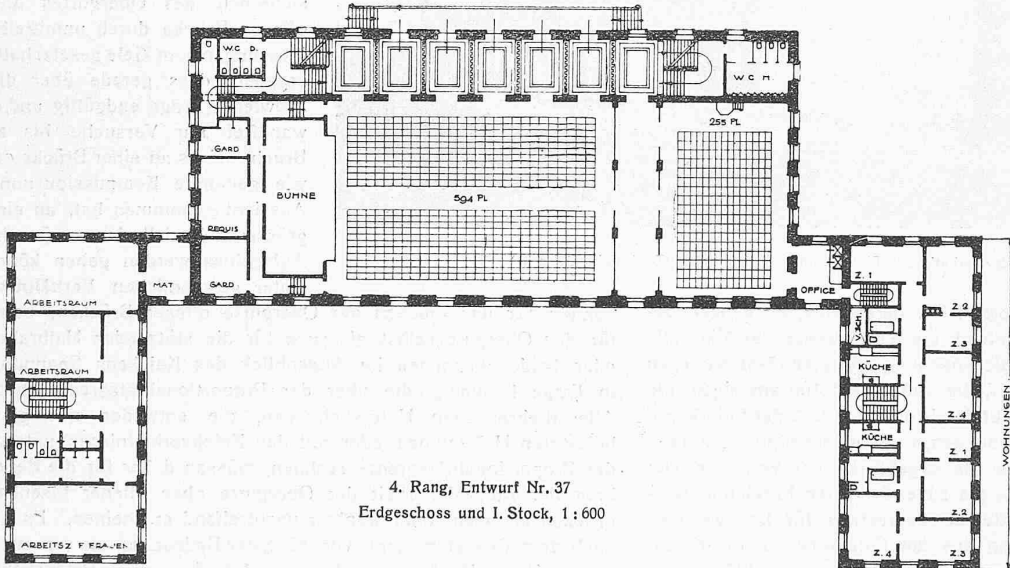 W.C. D.
W.C. H.
255 PL
GARD
BÜHNE
594 PL
REQUIS
MAT
GARD
OFFICE
ARBEITSRAUM
ARBEITSRAUM
ARBEITSZ F FRAUEN
Z. 1
Z. 2
Z. 3
KÜCHE
Z. 4
KÜCHE
Z. 1
Z. 2
Z. 4
Z. 3
WOHNUNGEN
4. Rang, Entwurf Nr. 37
Erdgeschoss und I. Stock, 1:600